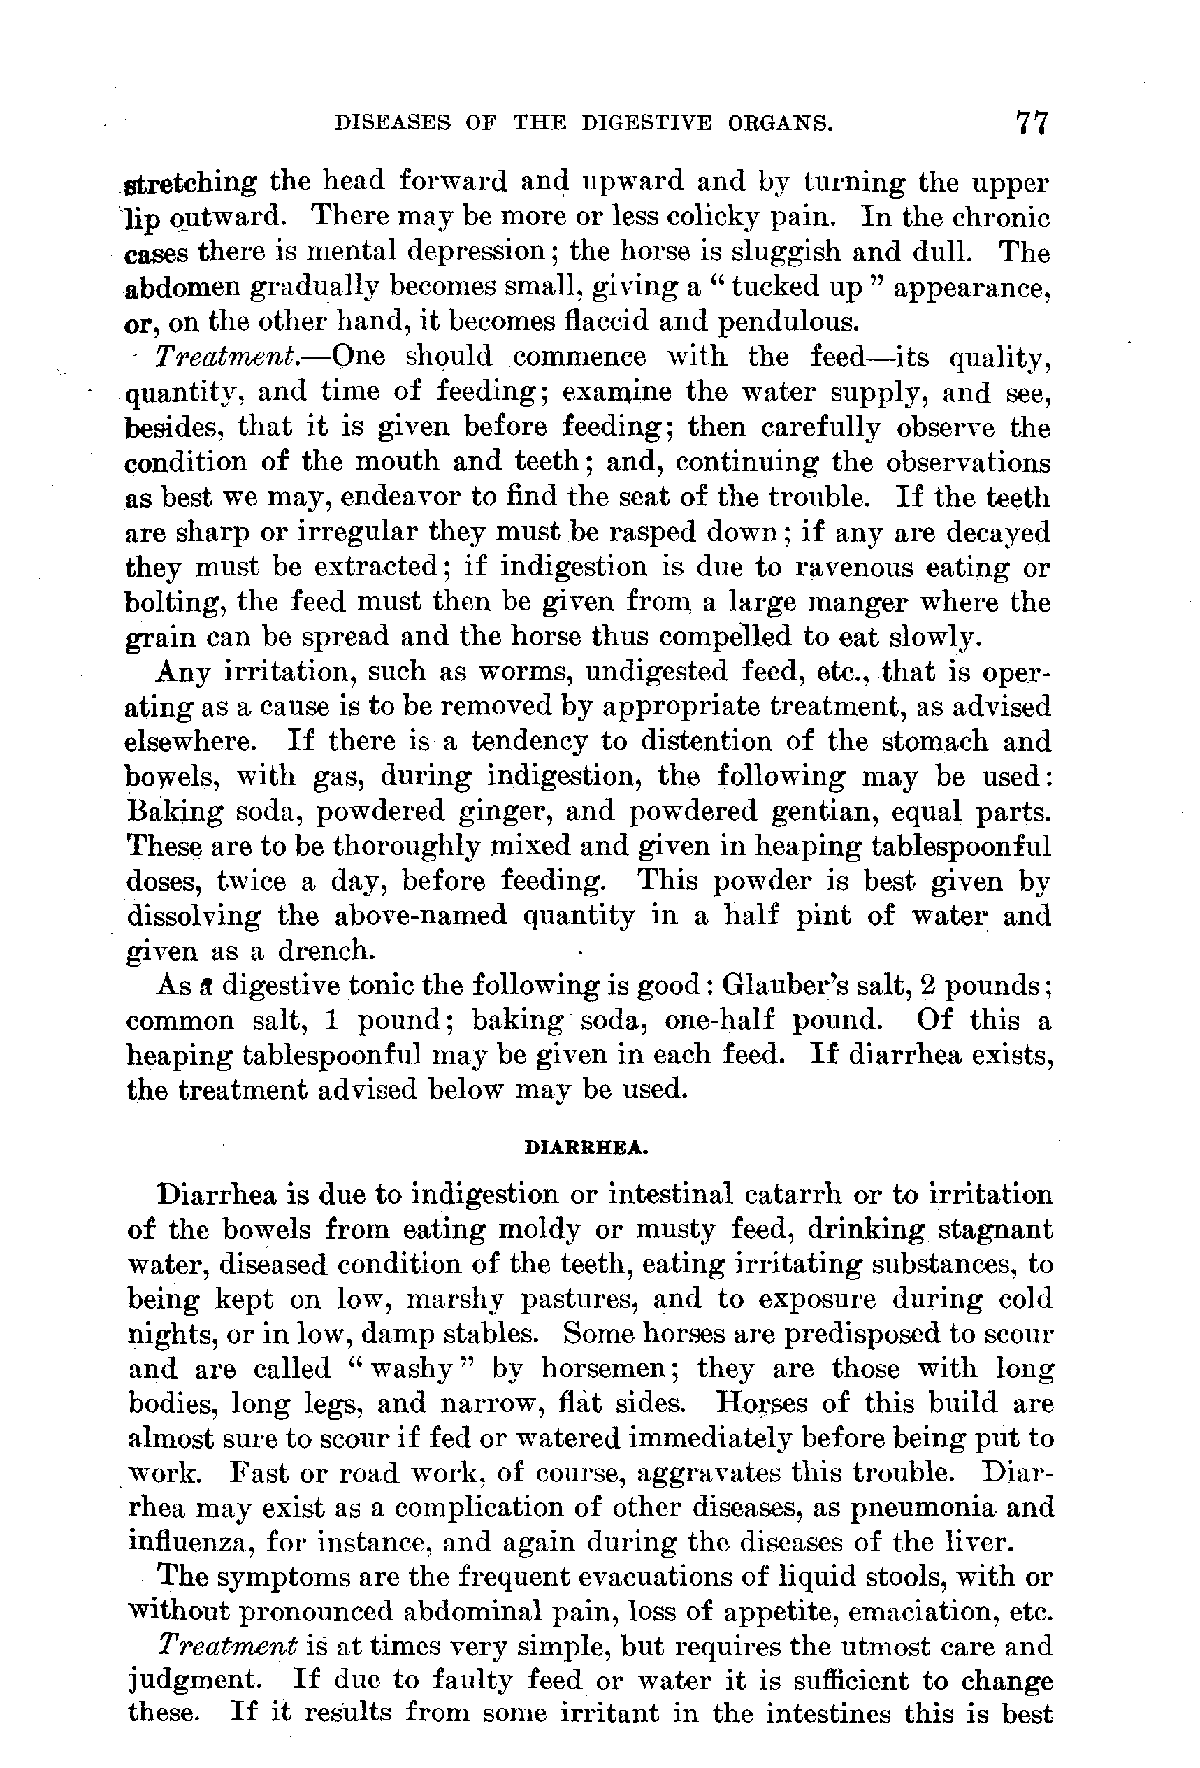 DISEASES OF THE DIGESTIVE ORGANS. 77
stretching the head forward and upward and by turning the upper
lip outward. There may be more or less colicky pain. In the chronic
cases there is mental depression; the horse is sluggish and dull. The
abdomen gradually becomes small, giving a “tucked up” appearance,
or, on the other hand, it becomes flaccid and pendulous.
Treatment.—One should commence with the feed—its quality,
quantity, and time of feeding; examine the water supply, and see,
besides, that it is given before feeding; then carefully observe the
condition of the mouth and teeth; and, continuing the observations
as best we may, endeavor to find the seat of the trouble. If the teeth
are sharp or irregular they must be rasped down; if any are decayed
they must be extracted; if indigestion is due to ravenous eating or
bolting, the feed must then be given from a large manger where the
grain can be spread and the horse thus compelled to eat slowly.
Any irritation, such as worms, undigested feed, etc., that is oper-
ating as a cause is to be removed by appropriate treatment, as advised
elsewhere. If there is a tendency to distention of the stomach and
bowels, with gas, during indigestion, the following may be used:
Baking soda, powdered ginger, and powdered gentian, equal parts.
These are to be thoroughly mixed and given in heaping tablespoonful
doses, twice a day, before feeding. This powder is best given by
dissolving the above-named quantity in a half pint of water and
given as a drench.
As a digestive tonic the following is good: Glauber's salt, 2 pounds;
common salt, 1 pound; baking soda, one-half pound. Of this a
heaping tablespoonful may be given in each feed. If diarrhea exists,
the treatment advised below may be used.
DIARRHEA.
Diarrhea is due to indigestion or intestinal catarrh or to irritation
of the bowels from eating moldy or musty feed, drinking stagnant
water, diseased condition of the teeth, eating irritating substances, to
being kept on low, marshy pastures, and to exposure during cold
nights, or in low, damp stables. Some horses are predisposed to scour
and are called “washy” by horsemen; they are those with long
bodies, long legs, and narrow, flat sides. Horses of this build are
almost sure to scour if fed or watered immediately before being put to
work. Fast or road work, of course, aggravates this trouble. Diar-
rhea may exist as a complication of other diseases, as pneumonia and
influenza, for instance, and again during the diseases of the liver.
The symptoms are the frequent evacuations of liquid stools, with or
without pronounced abdominal pain, loss of appetite, emaciation, etc.
Treatment is at times very simple, but requires the utmost care and
judgment. If due to faulty feed or water it is sufficient to change
these. If it results from some irritant in the intestines this is best